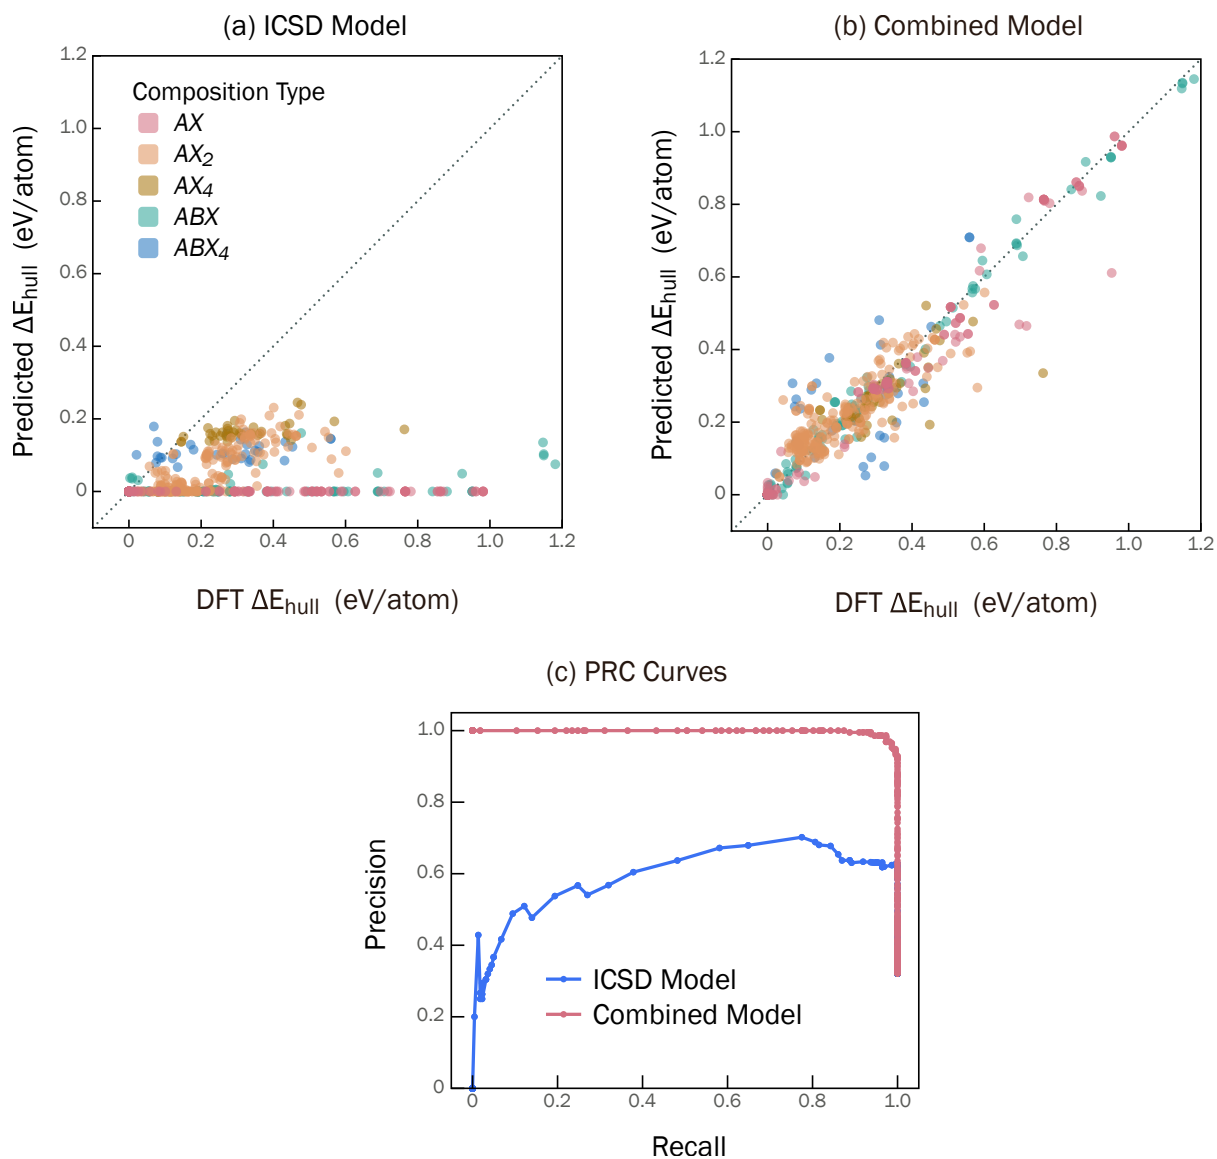 (a) ICSD Model
Predicted ΔE_hull (eV/atom)
1.2
1.0
0.8
0.6
0.4
0.2
0
Composition Type
AX
AX₂
AX₄
ABX
ABX₄
0 0.2 0.4 0.6 0.8 1.0 1.2
DFT ΔE_hull (eV/atom)
(b) Combined Model
Predicted ΔE_hull (eV/atom)
1.2
1.0
0.8
0.6
0.4
0.2
0
0 0.2 0.4 0.6 0.8 1.0 1.2
DFT ΔE_hull (eV/atom)
(c) PRC Curves
Precision
1.0
0.8
0.6
0.4
0.2
0
ICSD Model
Combined Model
0 0.2 0.4 0.6 0.8 1.0
Recall